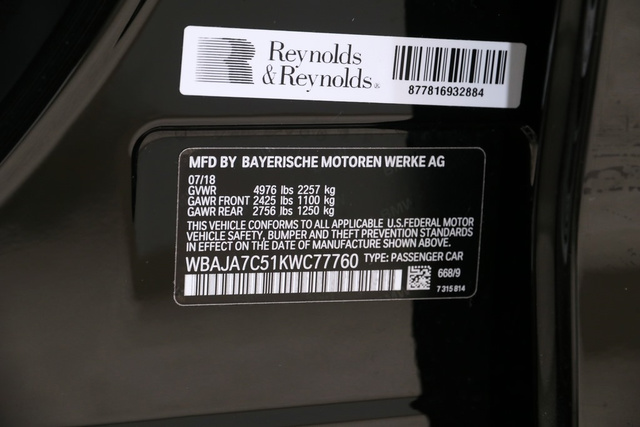 Reynolds
& Reynolds®
877816932884
MFD BY BAYERISCHE MOTOREN WERKE AG
07/18
GVWR 4976 lbs 2257 kg
GAWR FRONT 2425 lbs 1100 kg
GAWR REAR 2756 lbs 1250 kg
THIS VEHICLE CONFORMS TO ALL APPLICABLE U.S.FEDERAL MOTOR
VEHICLE SAFETY, BUMPER AND THEFT PREVENTION STANDARDS
IN EFFECT ON THE DATE OF MANUFACTURE SHOWN ABOVE.
WBAJA7C51KWC77760 TYPE: PASSENGER CAR
668/9
7 315 814